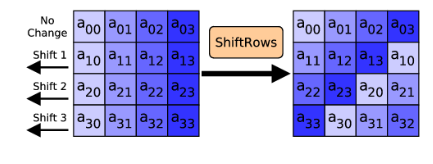 No Change a00 a01 a02 a03
Shift 1 a10 a11 a12 a13
Shift 2 a20 a21 a22 a23
Shift 3 a30 a31 a32 a33
ShiftRows
a00 a01 a02 a03
a11 a12 a13 a10
a22 a23 a20 a21
a33 a30 a31 a32